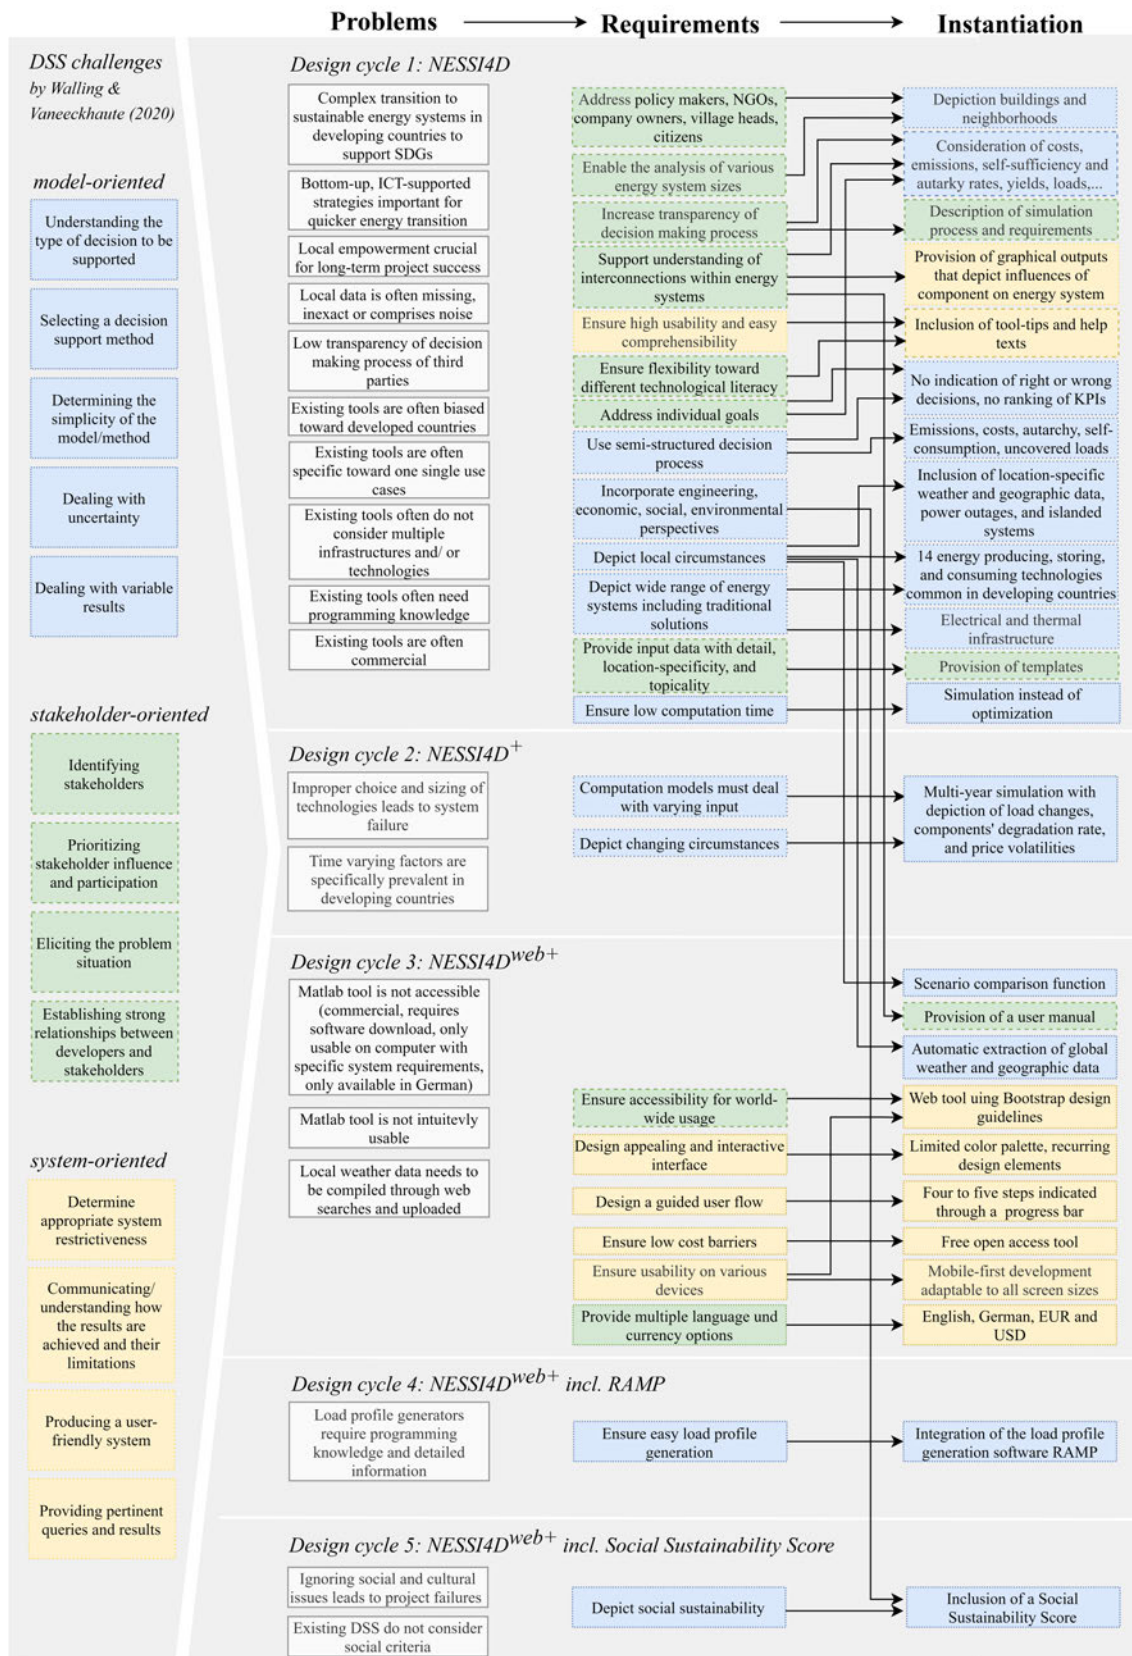 Problems
Requirements
Instantiation
DSS challenges
by Walling &
Vaneeckhaute (2020)
model-oriented
Understanding the
type of decision to be
supported
Selecting a decision
support method
Determining the
simplicity of the
model/method
Dealing with
uncertainty
Dealing with variable
results
stakeholder-oriented
Identifying
stakeholders
Prioritizing
stakeholder influence
and participation
Eliciting the problem
situation
Establishing strong
relationships between
developers and
stakeholders
system-oriented
Determine
appropriate system
restrictiveness
Communicating/
understanding how
the results are
achieved and their
limitations
Producing a user-
friendly system
Providing pertinent
queries and results
Design cycle 1: NESSI4D
Complex transition to
sustainable energy systems in
developing countries to
support SDGs
Bottom-up, ICT-supported
strategies important for
quicker energy transition
Local empowerment crucial
for long-term project success
Local data is often missing,
inexact or comprises noise
Low transparency of decision
making process of third
parties
Existing tools are often biased
toward developed countries
Existing tools are often
specific toward one single use
cases
Existing tools often do not
consider multiple
infrastructures and/ or
technologies
Existing tools often need
programming knowledge
Existing tools are often
commercial
Address policy makers, NGOs,
company owners, village heads,
citizens
Enable the analysis of various
energy system sizes
Increase transparency of
decision making process
Support understanding of
interconnections within energy
systems
Ensure high usability and easy
comprehensibility
Ensure flexibility toward
different technological literacy
Address individual goals
Use semi-structured decision
process
Incorporate engineering,
economic, social, environmental
perspectives
Depict local circumstances
Depict wide range of energy
systems including traditional
solutions
Provide input data with detail,
location-specificity, and
topicality
Ensure low computation time
Depiction buildings and
neighborhoods
Consideration of costs,
emissions, self-sufficiency and
autarky rates, yields, loads,...
Description of simulation
process and requirements
Provision of graphical outputs
that depict influences of
component on energy system
Inclusion of tool-tips and help
texts
No indication of right or wrong
decisions, no ranking of KPIs
Emissions, costs, autarchy, self-
consumption, uncovered loads
Inclusion of location-specific
weather and geographic data,
power outages, and islanded
systems
14 energy producing, storing,
and consuming technologies
common in developing countries
Electrical and thermal
infrastructure
Provision of templates
Simulation instead of
optimization
Design cycle 2: NESSI4D+
Improper choice and sizing of
technologies leads to system
failure
Time varying factors are
specifically prevalent in
developing countries
Computation models must deal
with varying input
Depict changing circumstances
Multi-year simulation with
depiction of load changes,
components' degradation rate,
and price volatilities
Design cycle 3: NESSI4Dweb+
Matlab tool is not accessible
(commercial, requires
software download, only
usable on computer with
specific system requirements,
only available in German)
Matlab tool is not intuitevly
usable
Local weather data needs to
be compiled through web
searches and uploaded
Ensure accessibility for world-
wide usage
Design appealing and interactive
interface
Design a guided user flow
Ensure low cost barriers
Ensure usability on various
devices
Provide multiple language und
currency options
Scenario comparison function
Provision of a user manual
Automatic extraction of global
weather and geographic data
Web tool uing Bootstrap design
guidelines
Limited color palette, recurring
design elements
Four to five steps indicated
through a progress bar
Free open access tool
Mobile-first development
adaptable to all screen sizes
English, German, EUR and
USD
Design cycle 4: NESSI4Dweb+ incl. RAMP
Load profile generators
require programming
knowledge and detailed
information
Ensure easy load profile
generation
Integration of the load profile
generation software RAMP
Design cycle 5: NESSI4Dweb+ incl. Social Sustainability Score
Ignoring social and cultural
issues leads to project failures
Existing DSS do not consider
social criteria
Depict social sustainability
Inclusion of a Social
Sustainability Score